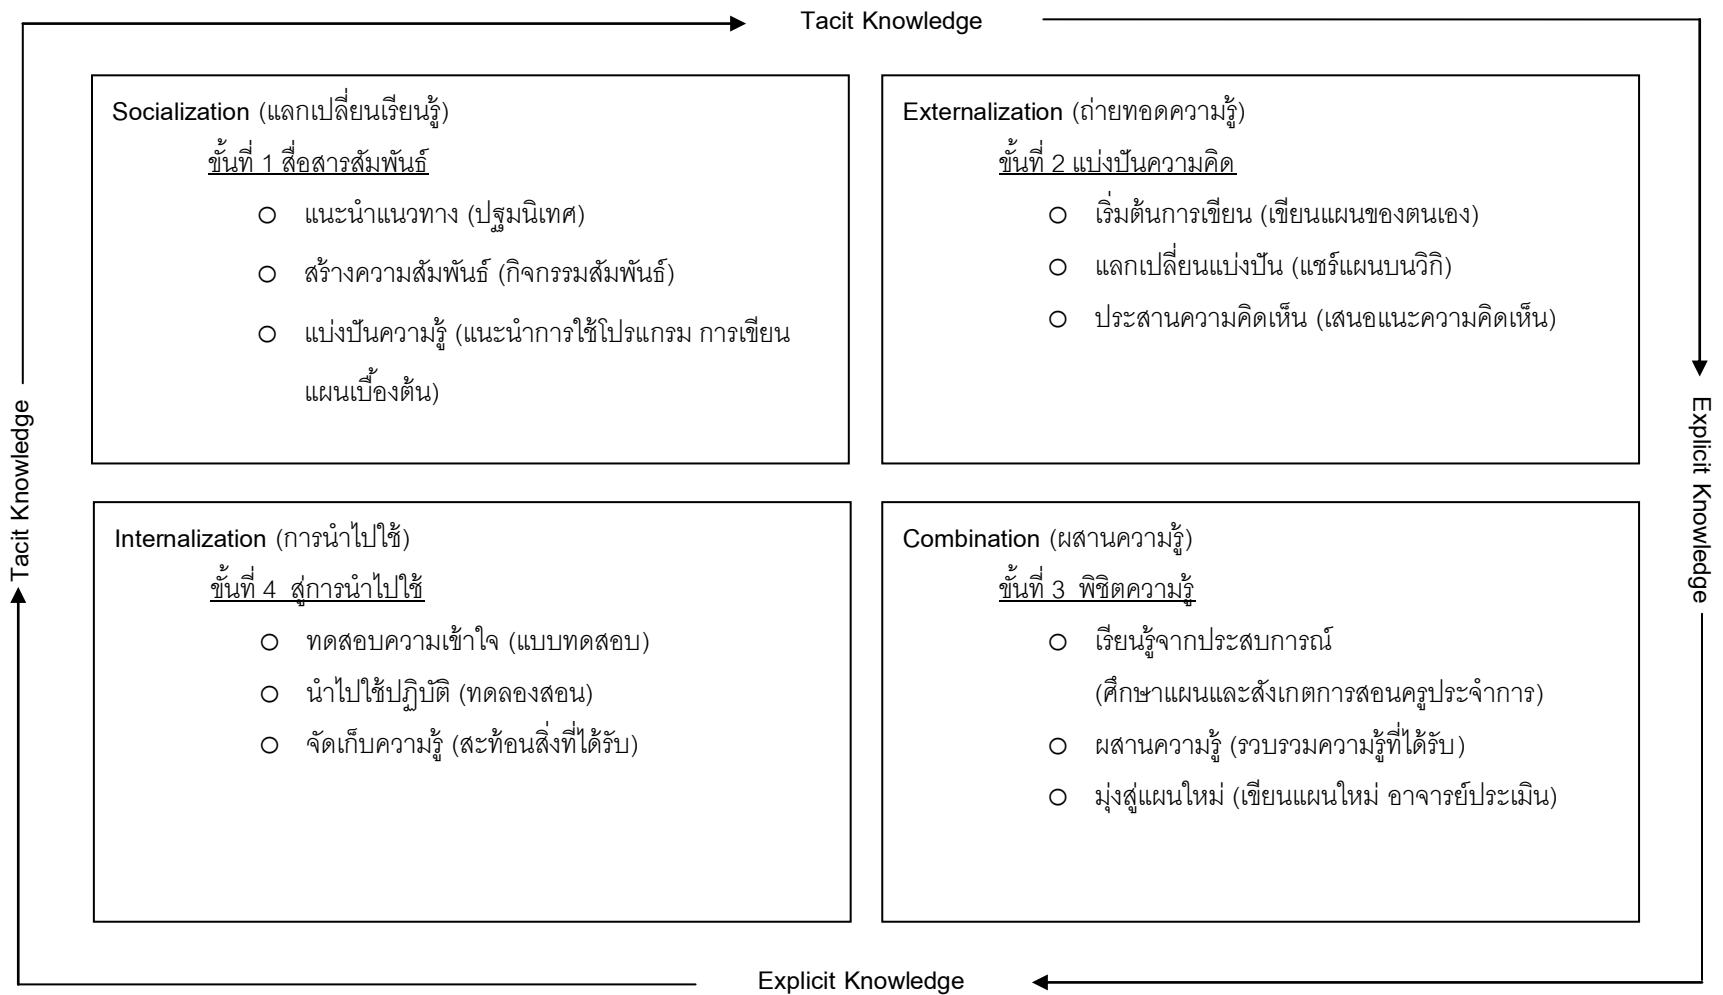 Tacit Knowledge
Socialization (แลกเปลี่ยนเรียนรู้)
ขั้นที่ 1 สื่อสารสัมพันธ์
o แนะนำแนวทาง (ปฐมนิเทศ)
o สร้างความสัมพันธ์ (กิจกรรมสัมพันธ์)
o แบ่งปันความรู้ (แนะนำการใช้โปรแกรม การเขียน
แผนเบื้องต้น)
Externalization (ถ่ายทอดความรู้)
ขั้นที่ 2 แบ่งปันความคิด
o เริ่มต้นการเขียน (เขียนแผนของตนเอง)
o แลกเปลี่ยนแบ่งปัน (แชร์แผนบนวิกิ)
o ประสานความคิดเห็น (เสนอแนะความคิดเห็น)
Tacit Knowledge
Explicit Knowledge
Internalization (การนำไปใช้)
ขั้นที่ 4 สู่การนำไปใช้
o ทดสอบความเข้าใจ (แบบทดสอบ)
o นำไปใช้ปฏิบัติ (ทดลองสอน)
o จัดเก็บความรู้ (สะท้อนสิ่งที่ได้รับ)
Combination (ผสานความรู้)
ขั้นที่ 3 พิชิตความรู้
o เรียนรู้จากประสบการณ์
(ศึกษาแผนและสังเกตการสอนครูประจำการ)
o ผสานความรู้ (รวบรวมความรู้ที่ได้รับ)
o มุ่งสู่แผนใหม่ (เขียนแผนใหม่ อาจารย์ประเมิน)
Explicit Knowledge